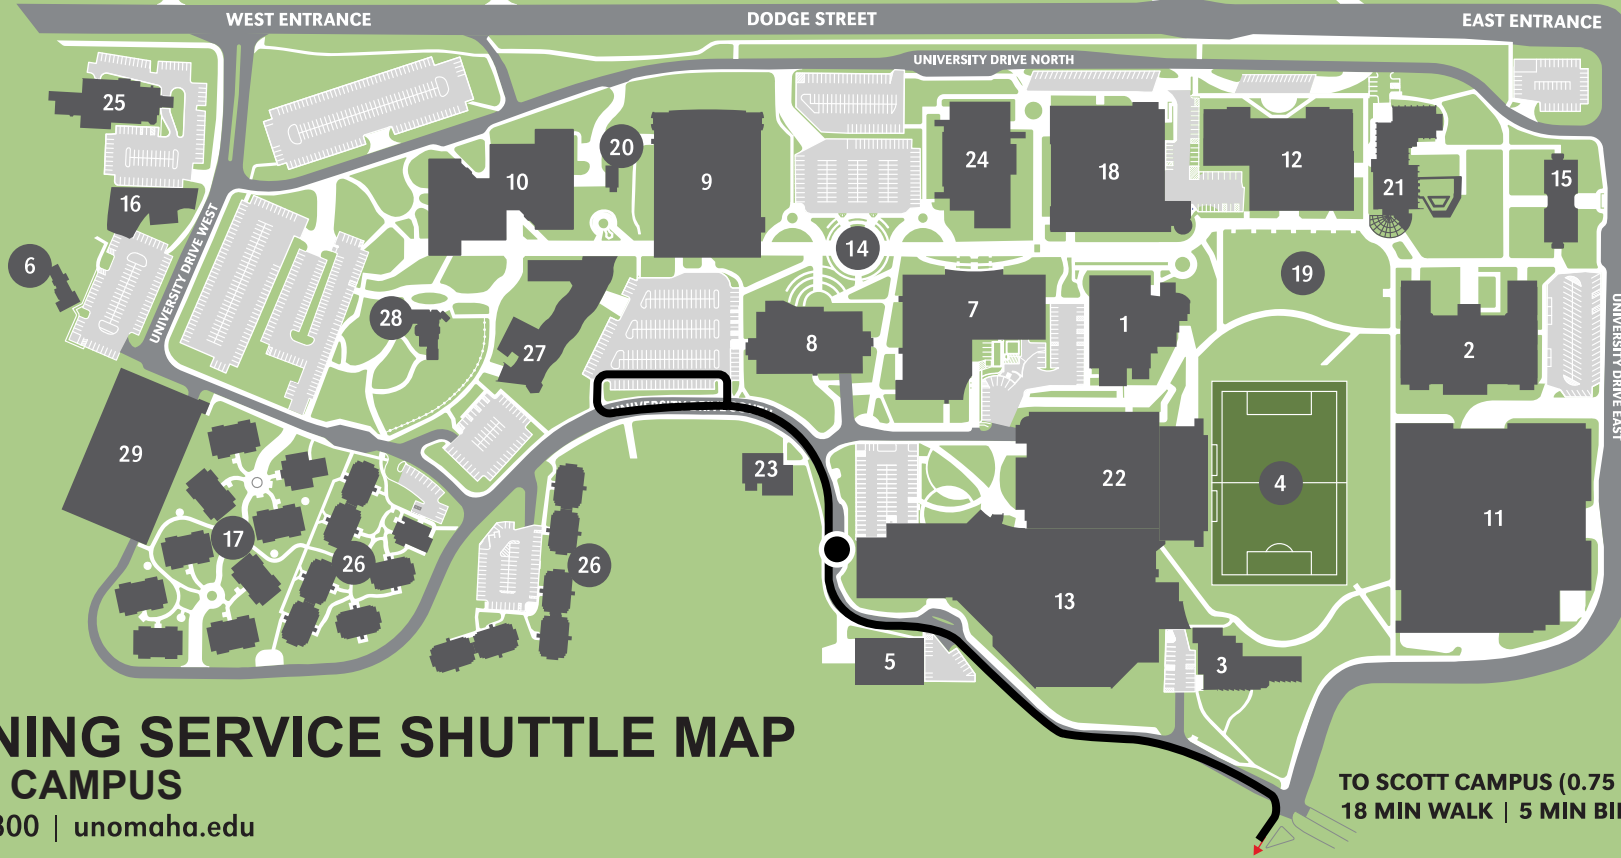 WEST ENTRANCE
DODGE STREET
EAST ENTRANCE
UNIVERSITY DRIVE NORTH
25
20
10
9
24
18
12
21
15
16
UNIVERSITY DRIVE WEST
6
14
19
28
27
8
7
1
2
UNIVERSITY DRIVE EAST
29
23
22
4
11
17
26
26
13
5
3
NING SERVICE SHUTTLE MAP
CAMPUS
300 | unomaha.edu
TO SCOTT CAMPUS (0.75
18 MIN WALK | 5 MIN BI